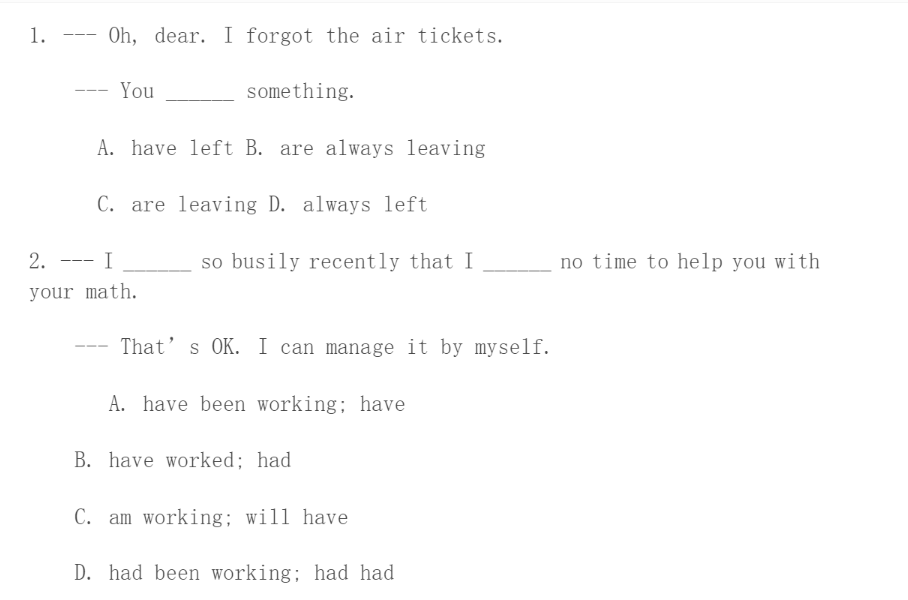 1. --- Oh, dear. I forgot the air tickets.
--- You ______ something.
A. have left B. are always leaving
C. are leaving D. always left
2. --- I ______ so busily recently that I ______ no time to help you with
your math.
--- That’s OK. I can manage it by myself.
A. have been working; have
B. have worked; had
C. am working; will have
D. had been working; had had